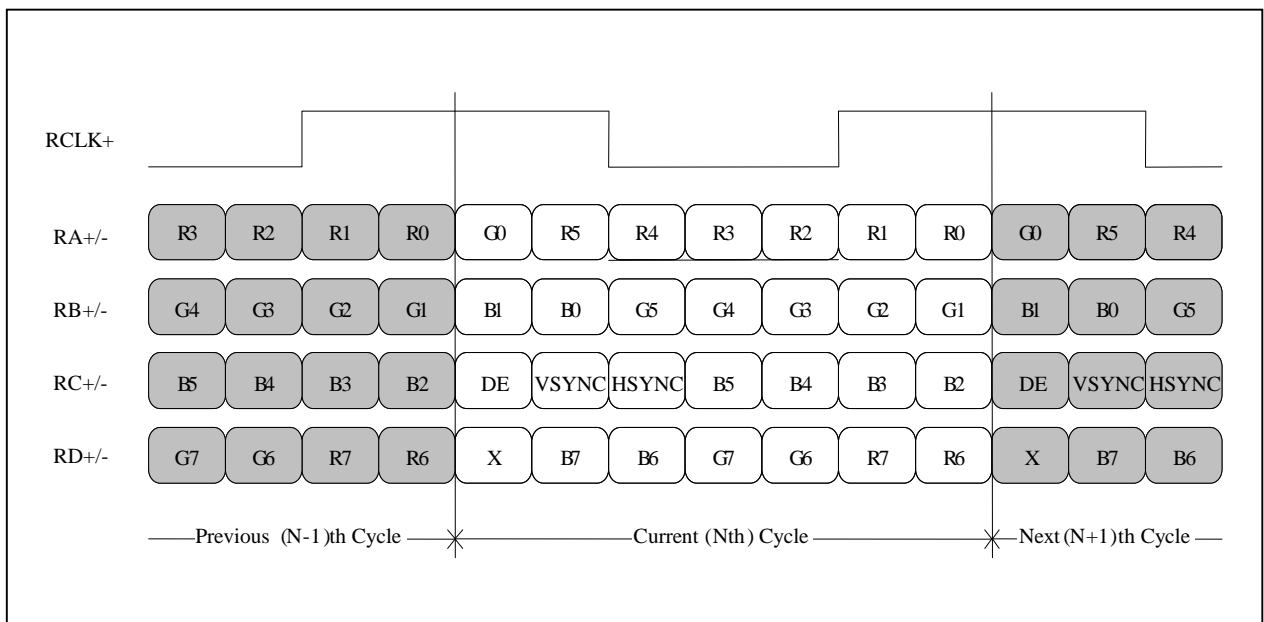 RCLK+
RA+/- R3 R2 R1 R0 G0 R5 R4 R3 R2 R1 R0 G0 R5 R4
RB+/- G4 G3 G2 G1 B1 B0 G5 G4 G3 G2 G1 B1 B0 G5
RC+/- B5 B4 B3 B2 DE VSYNC HSYNC B5 B4 B3 B2 DE VSYNC HSYNC
RD+/- G7 G6 R7 R6 X B7 B6 G7 G6 R7 R6 X B7 B6
Previous (N-1)th Cycle Current (Nth) Cycle Next (N+1)th Cycle